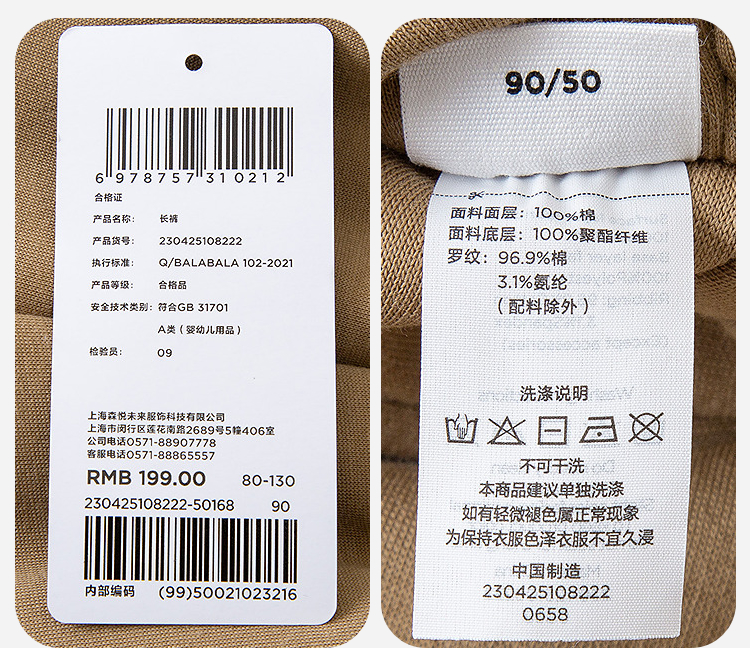 6 978757 310212
合格证
产品名称: 长裤
产品货号: 230425108222
执行标准: Q/BALABALA 102-2021
产品等级: 合格品
安全技术类别: 符合GB 31701
A类（婴幼儿用品）
检验员: 09
上海森悦未来服饰科技有限公司
上海市闵行区莲花南路2689号5幢406室
公司电话0571-88907778
客服电话0571-88865557
RMB 199.00 80-130
230425108222-50168 90
内部编码 (99)50021023216
90/50
面料面层: 100%棉
面料底层: 100%聚酯纤维
罗纹: 96.9%棉
3.1%氨纶
（配料除外）
洗涤说明
不可干洗
本商品建议单独洗涤
如有轻微褪色属正常现象
为保持衣服色泽衣服不宜久浸
中国制造
230425108222
0658